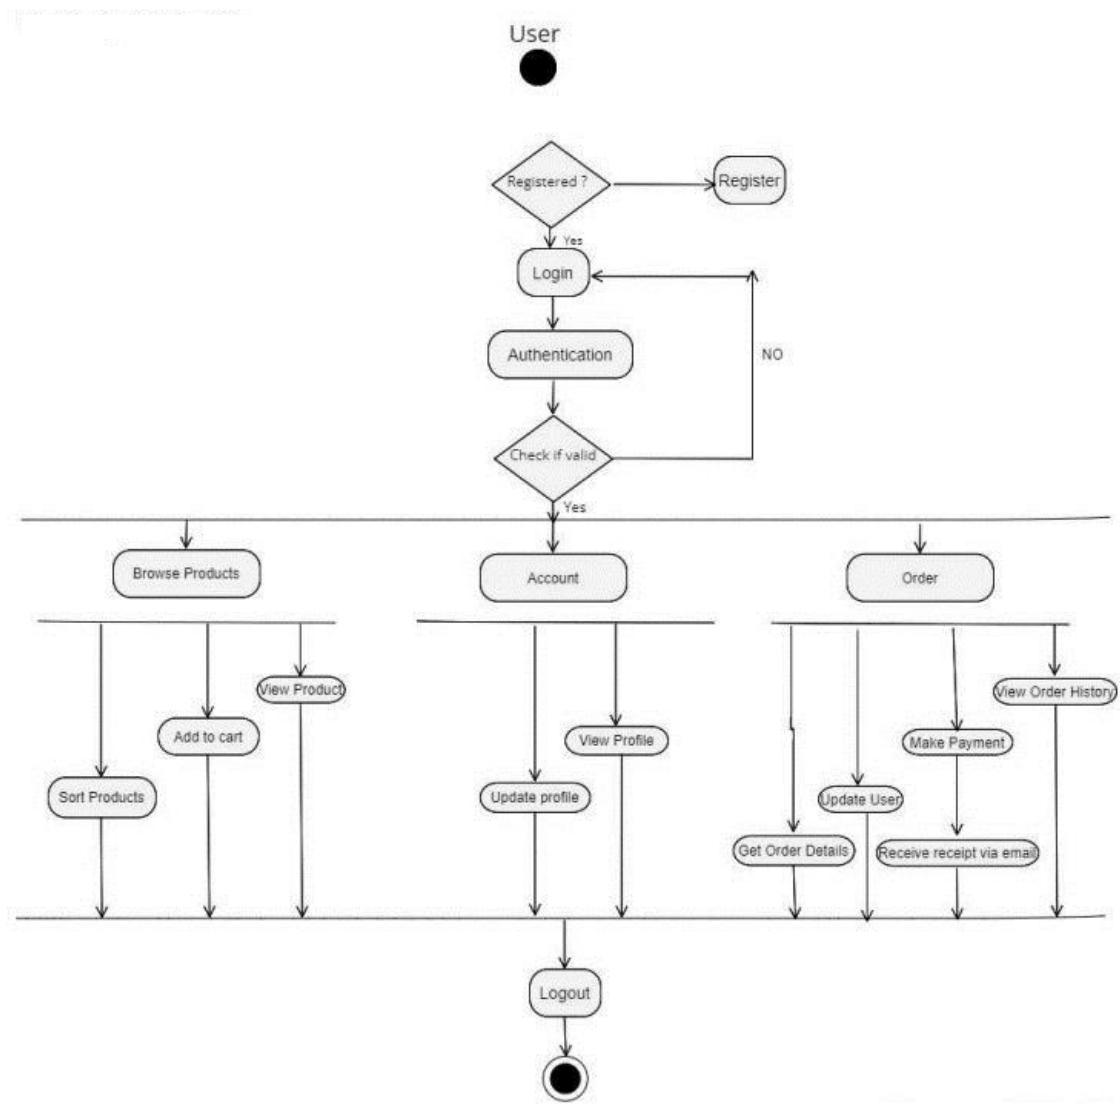 User
Registered ?
Register
Yes
Login
Authentication
NO
Check if valid
Yes
Browse Products
Account
Order
View Product
View Order History
Add to cart
View Profile
Make Payment
Sort Products
Update profile
Update User
Get Order Details
Receive receipt via email
Logout